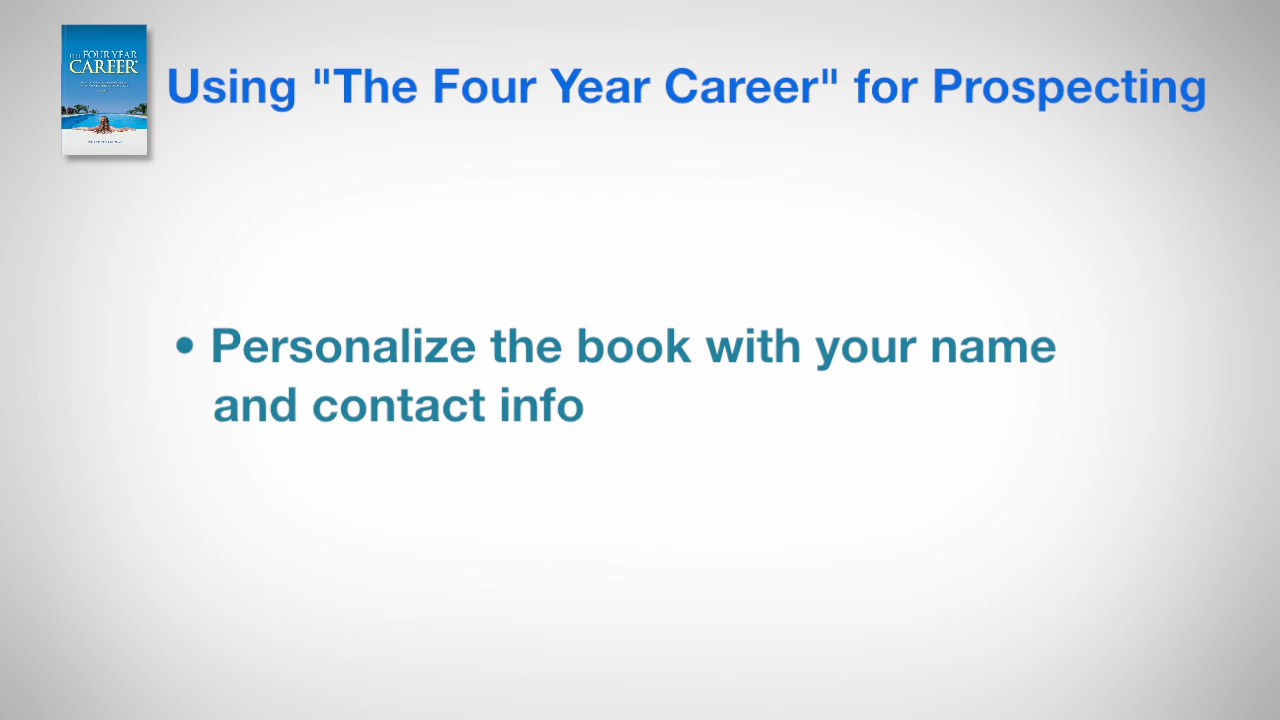 THE FOUR YEAR
CAREER
Using "The Four Year Career" for Prospecting
• Personalize the book with your name
and contact info